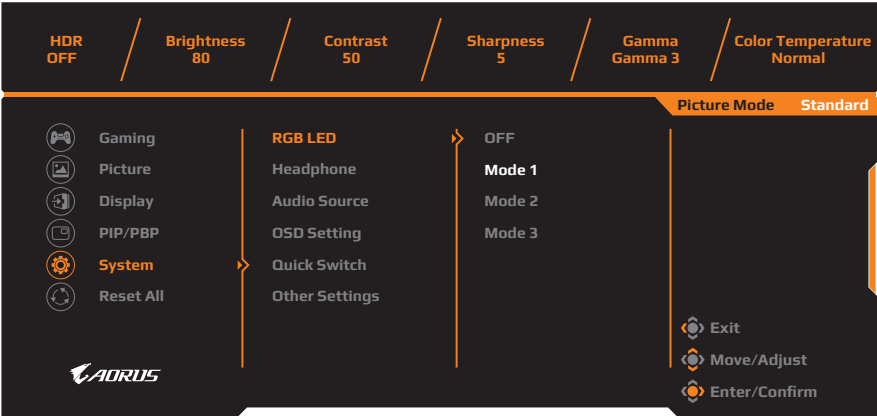 HDR Brightness Contrast Sharpness Gamma Color Temperature
OFF 80 50 5 Gamma 3 Normal
Picture Mode Standard
Gaming RGB LED OFF
Picture Headphone Mode 1
Display Audio Source Mode 2
PIP/PBP OSD Setting Mode 3
System Quick Switch
Reset All Other Settings
Exit
Move/Adjust
Enter/Confirm
AORUS